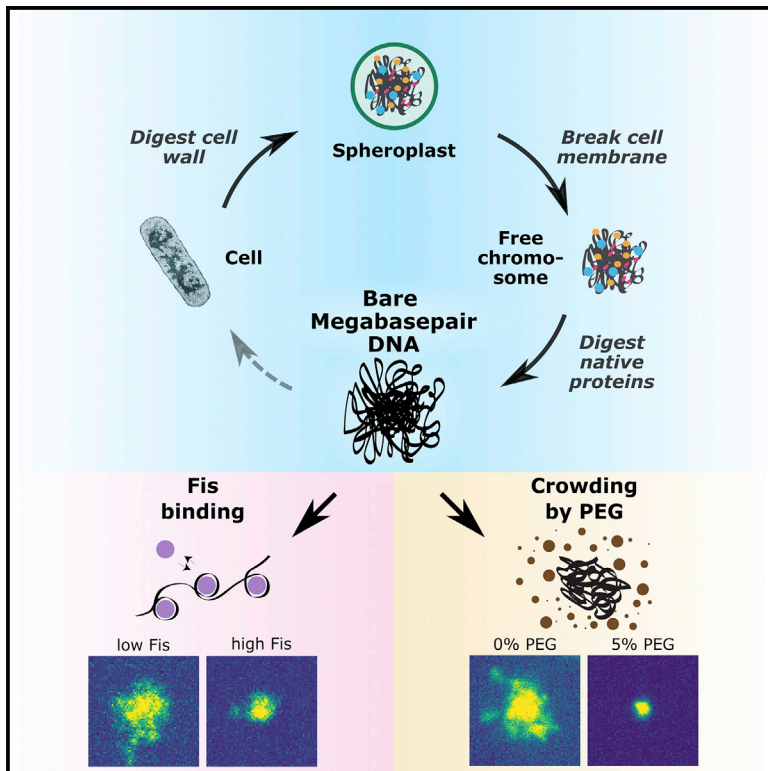 Digest cell
wall
Spheroplast
Break cell
membrane
Cell
Free
chromo-
some
Bare
Megabasepair
DNA
Digest
native
proteins
Fis
binding
low Fis
high Fis
Crowding
by PEG
0% PEG
5% PEG